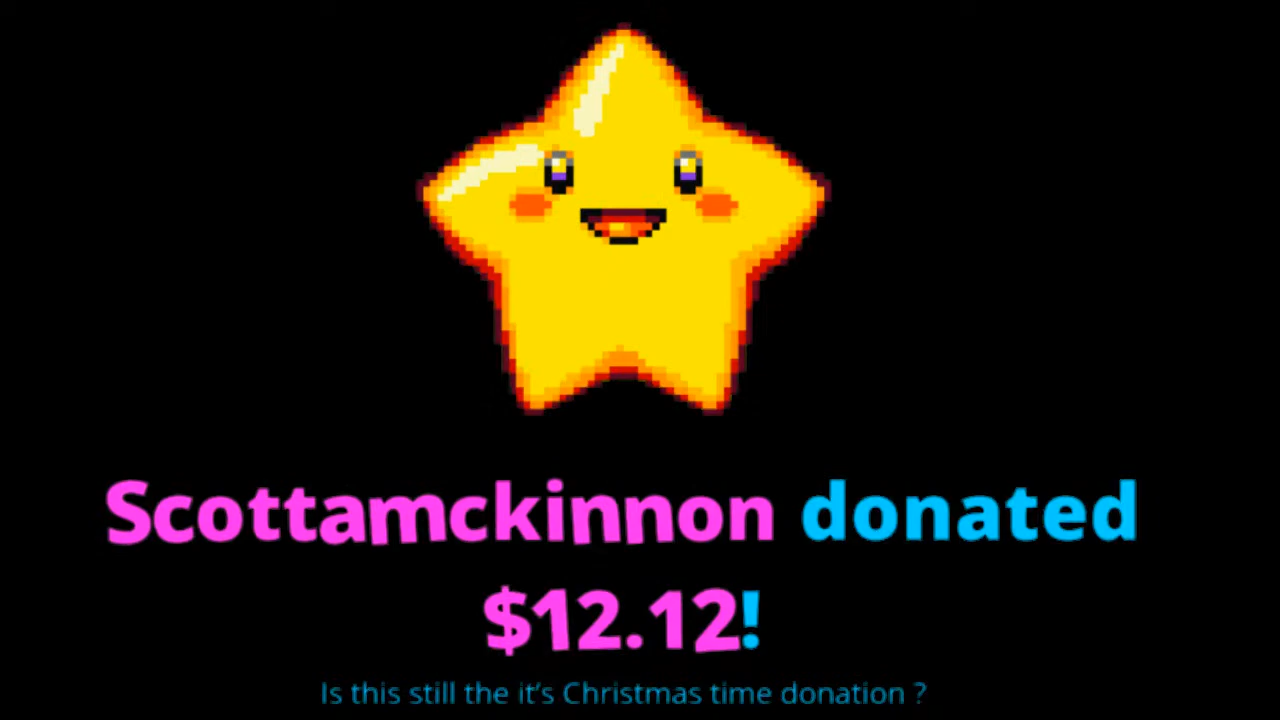 Scottamckinnon donated
$12.12!
Is this still the it's Christmas time donation ?